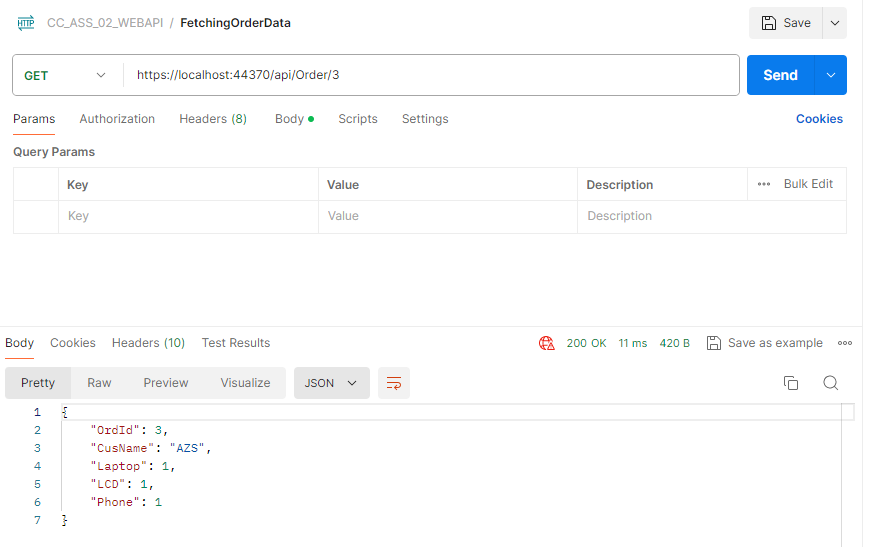 HTTP CC_ASS_02_WEBAPI / FetchingOrderData Save
GET https://localhost:44370/api/Order/3 Send
Params Authorization Headers (8) Body Scripts Settings Cookies
Query Params
Key Value Description ••• Bulk Edit
Key Value Description
Body Cookies Headers (10) Test Results 200 OK 11 ms 420 B Save as example
Pretty Raw Preview Visualize JSON
1 {
2 "OrdId": 3,
3 "CusName": "AZS",
4 "Laptop": 1,
5 "LCD": 1,
6 "Phone": 1
7 }